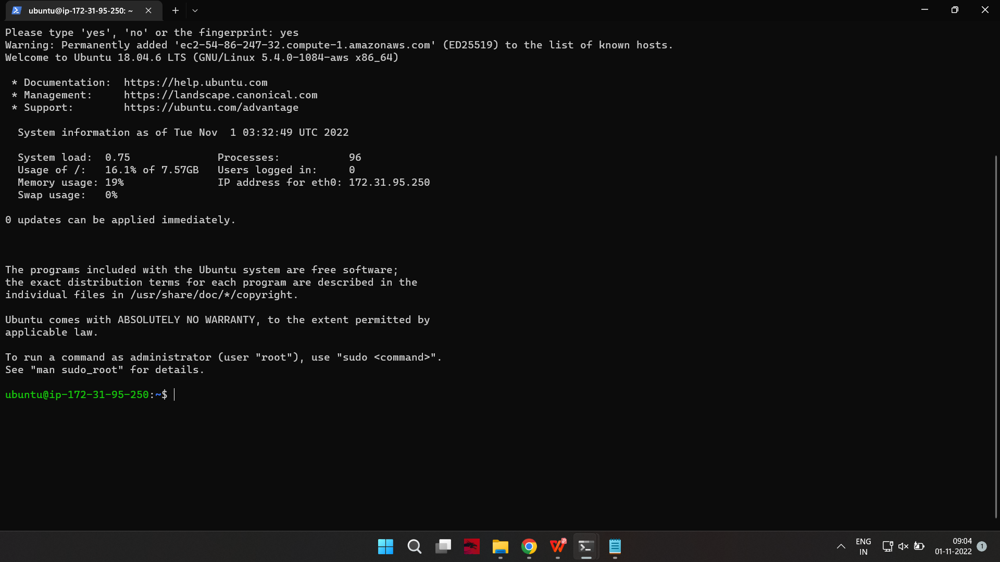 ubuntu@ip-172-31-95-250: ~
Please type 'yes', 'no' or the fingerprint: yes
Warning: Permanently added 'ec2-54-86-247-32.compute-1.amazonaws.com' (ED25519) to the list of known hosts.
Welcome to Ubuntu 18.04.6 LTS (GNU/Linux 5.4.0-1084-aws x86_64)

 * Documentation:  https://help.ubuntu.com
 * Management:     https://landscape.canonical.com
 * Support:        https://ubuntu.com/advantage

  System information as of Tue Nov  1 03:32:49 UTC 2022

  System load:  0.75              Processes:           96
  Usage of /:   16.1% of 7.57GB   Users logged in:     0
  Memory usage: 19%               IP address for eth0: 172.31.95.250
  Swap usage:   0%

0 updates can be applied immediately.

The programs included with the Ubuntu system are free software;
the exact distribution terms for each program are described in the
individual files in /usr/share/doc/*/copyright.

Ubuntu comes with ABSOLUTELY NO WARRANTY, to the extent permitted by
applicable law.

To run a command as administrator (user "root"), use "sudo <command>".
See "man sudo_root" for details.

ubuntu@ip-172-31-95-250:~$
ENG
IN
09:04
01-11-2022
1